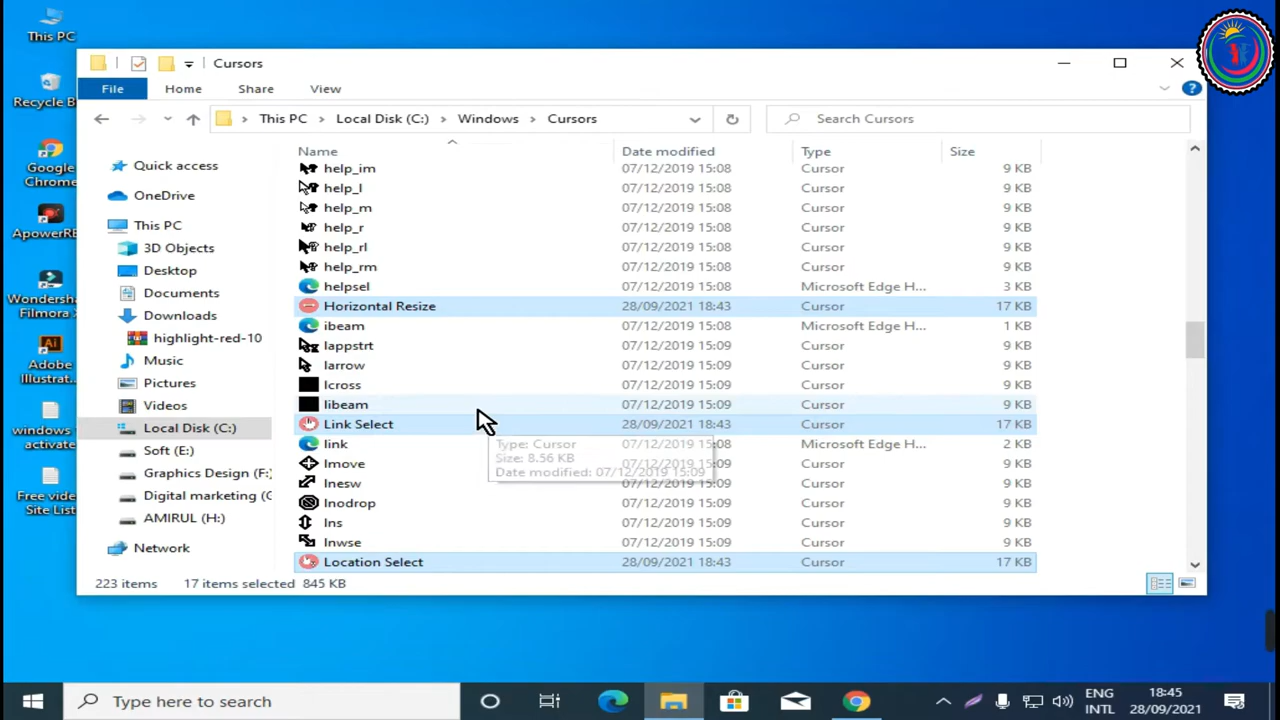 This PC
Recycle B
Google
Chrome
ApowerRE
Wondersha
Filmora
Adobe
Illustrat...
windows
activate
Free vide
Site List
Cursors
File
Home
Share
View
This PC
Local Disk (C:)
Windows
Cursors
Search Cursors
Quick access
OneDrive
This PC
3D Objects
Desktop
Documents
Downloads
highlight-red-10
Music
Pictures
Videos
Local Disk (C:)
Soft (E:)
Graphics Design (F:)
Digital marketing (G
AMIRUL (H:)
Network
Name Date modified Type Size
help_im 07/12/2019 15:08 Cursor 9 KB
help_l 07/12/2019 15:08 Cursor 9 KB
help_m 07/12/2019 15:08 Cursor 9 KB
help_r 07/12/2019 15:08 Cursor 9 KB
help_rl 07/12/2019 15:08 Cursor 9 KB
help_rm 07/12/2019 15:08 Cursor 9 KB
helpsel 07/12/2019 15:08 Microsoft Edge H... 3 KB
Horizontal Resize 28/09/2021 18:43 Cursor 17 KB
ibeam 07/12/2019 15:08 Microsoft Edge H... 1 KB
lappstrt 07/12/2019 15:08 Cursor 9 KB
larrow 07/12/2019 15:08 Cursor 9 KB
lcross 07/12/2019 15:09 Cursor 9 KB
libeam 07/12/2019 15:09 Cursor 9 KB
Link Select 28/09/2021 18:43 Cursor 17 KB
link 07/12/2019 15:08 Microsoft Edge H... 2 KB
lmove 07/12/2019 15:09 Cursor 9 KB
lnesw 07/12/2019 15:09 Cursor 9 KB
lnodrop 07/12/2019 15:09 Cursor 9 KB
lns 07/12/2019 15:09 Cursor 9 KB
lnwse 07/12/2019 15:09 Cursor 9 KB
Location Select 28/09/2021 18:43 Cursor 17 KB
Type: Cursor
Size: 8.56 KB
Date modified: 07/12/2019 15:09
223 items 17 items selected 845 KB
Type here to search
ENG
INTL
18:45
28/09/2021